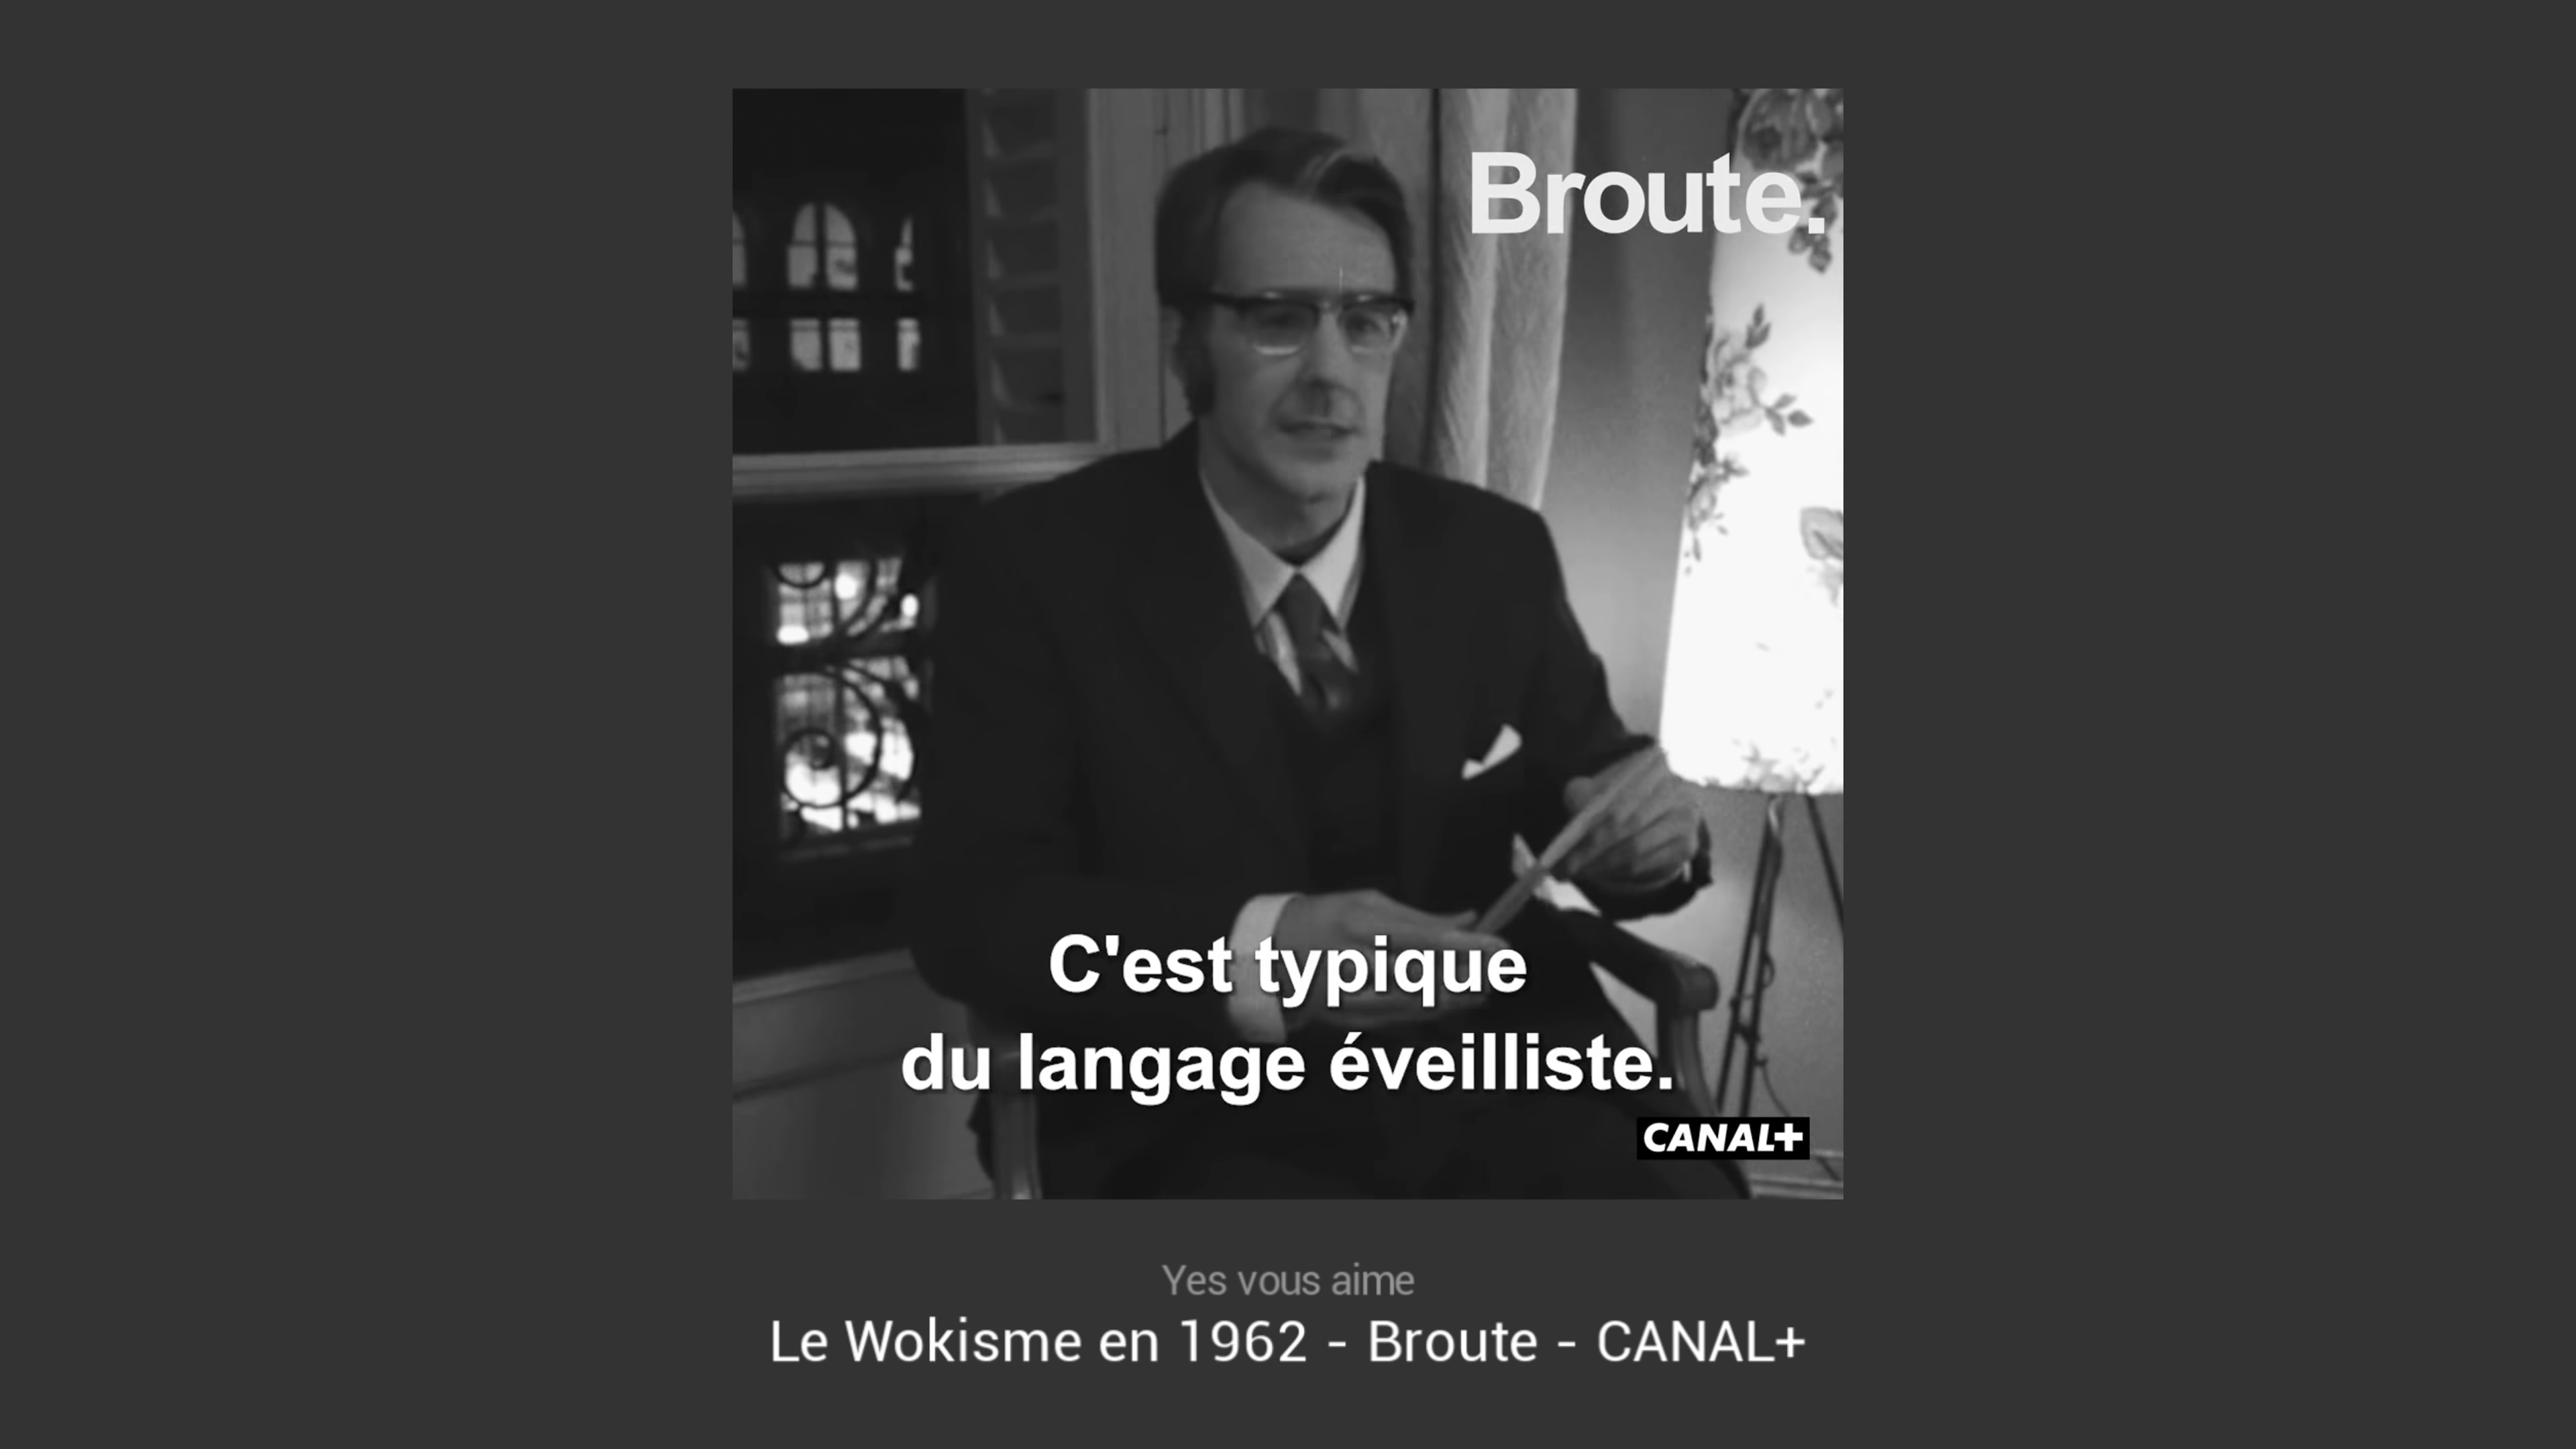 Broute.
C'est typique
du langage éveilliste.
CANAL+
Yes vous aime
Le Wokisme en 1962 - Broute - CANAL+